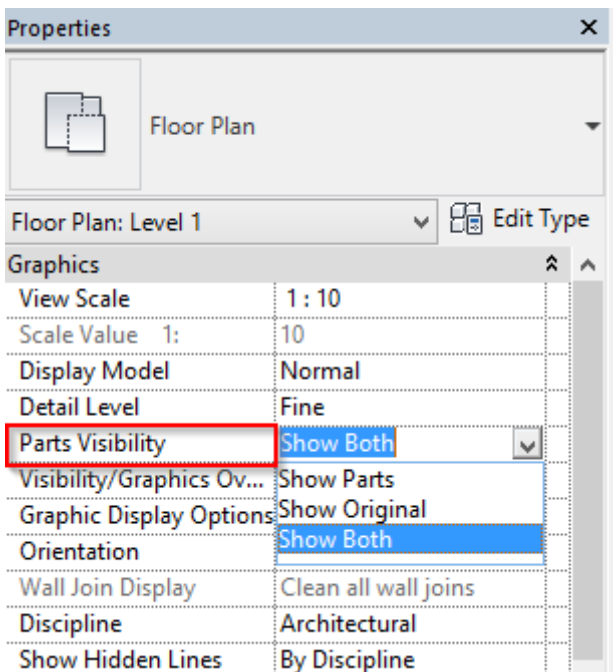 Properties
Floor Plan
Floor Plan: Level 1 Edit Type
Graphics
View Scale 1 : 10
Scale Value 1: 10
Display Model Normal
Detail Level Fine
Parts Visibility Show Both
Visibility/Graphics Ov... Show Parts
Graphic Display Options Show Original
Orientation Show Both
Wall Join Display Clean all wall joins
Discipline Architectural
Show Hidden Lines By Discipline